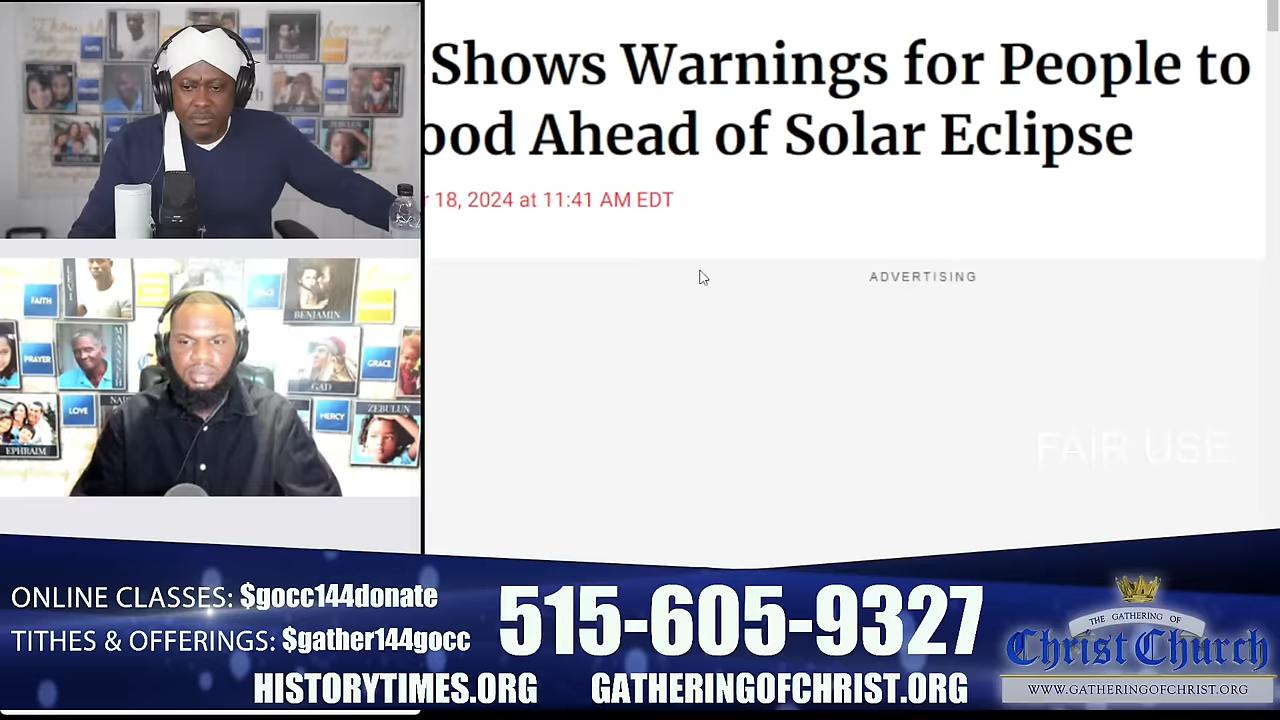 Shows Warnings for People to
ood Ahead of Solar Eclipse
r 18, 2024 at 11:41 AM EDT
ADVERTISING
FAIR USE
FAITH
BENJAMIN
PRAYER
MANASSEH
GAD
GRACE
LOVE
NAP
MERCY
ZEBULUN
EPHRAIM
ONLINE CLASSES: $gocc144donate
TITHES & OFFERINGS: $gather144gocc
515-605-9327
HISTORYTIMES.ORG
GATHERINGOFCHRIST.ORG
THE GATHERING OF
Christ Church
WWW.GATHERINGOFCHRIST.ORG